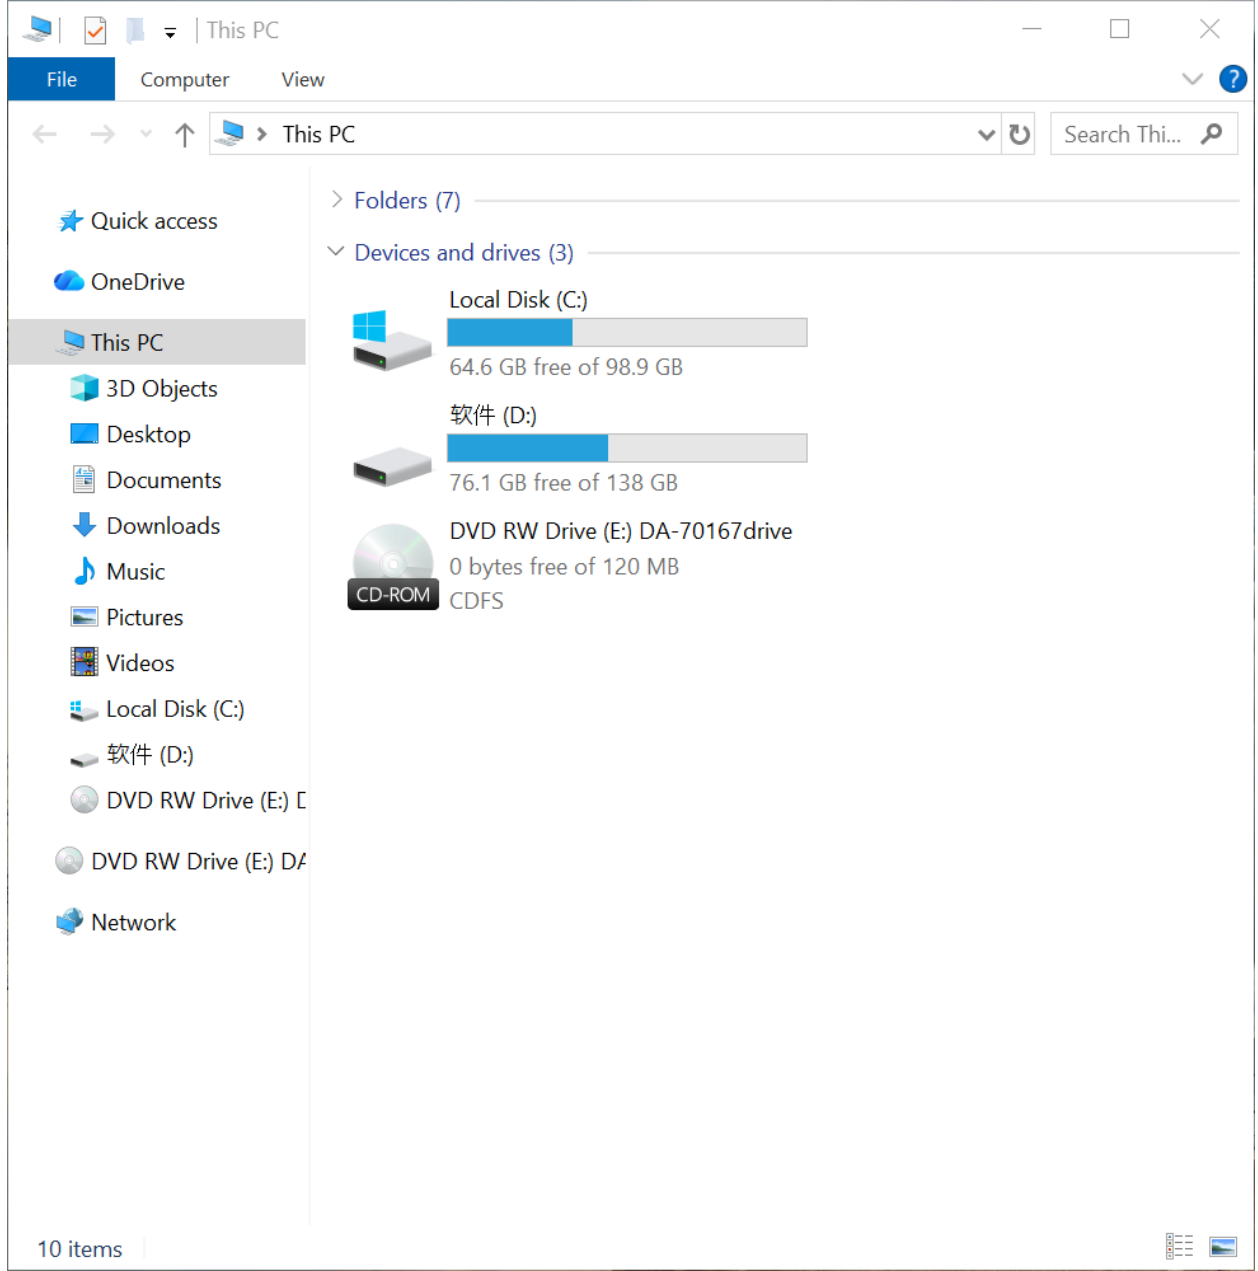 This PC
File Computer View
This PC
Search Thi...
Quick access
OneDrive
This PC
3D Objects
Desktop
Documents
Downloads
Music
Pictures
Videos
Local Disk (C:)
软件 (D:)
DVD RW Drive (E:) D
DVD RW Drive (E:) DA
Network
Folders (7)
Devices and drives (3)
Local Disk (C:)
64.6 GB free of 98.9 GB
软件 (D:)
76.1 GB free of 138 GB
DVD RW Drive (E:) DA-70167drive
0 bytes free of 120 MB
CD-ROM
CDFS
10 items